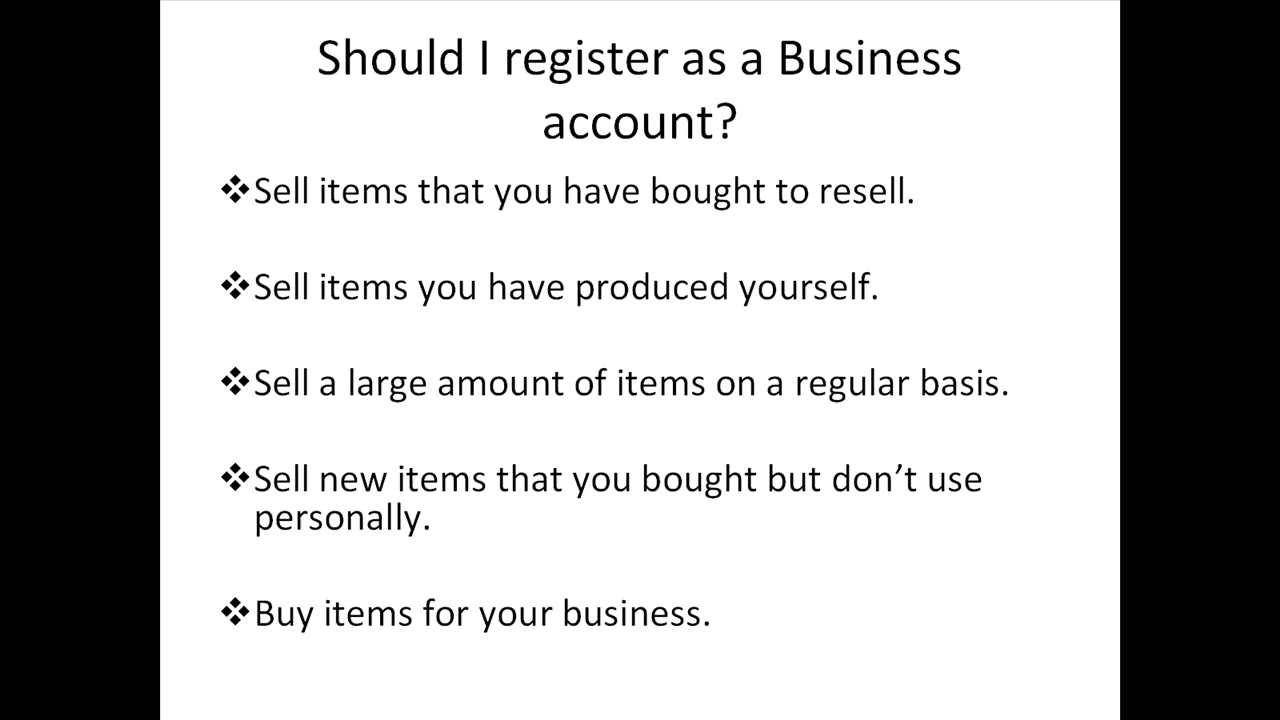 Should I register as a Business
account?
❖Sell items that you have bought to resell.
❖Sell items you have produced yourself.
❖Sell a large amount of items on a regular basis.
❖Sell new items that you bought but don’t use
personally.
❖Buy items for your business.